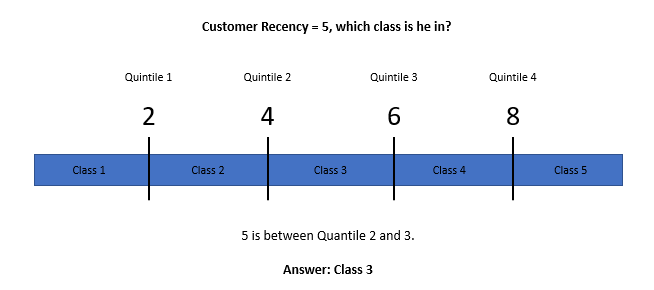 Customer Recency = 5, which class is he in?
Quintile 1 Quintile 2 Quintile 3 Quintile 4
2 4 6 8
Class 1 Class 2 Class 3 Class 4 Class 5
5 is between Quantile 2 and 3.
Answer: Class 3